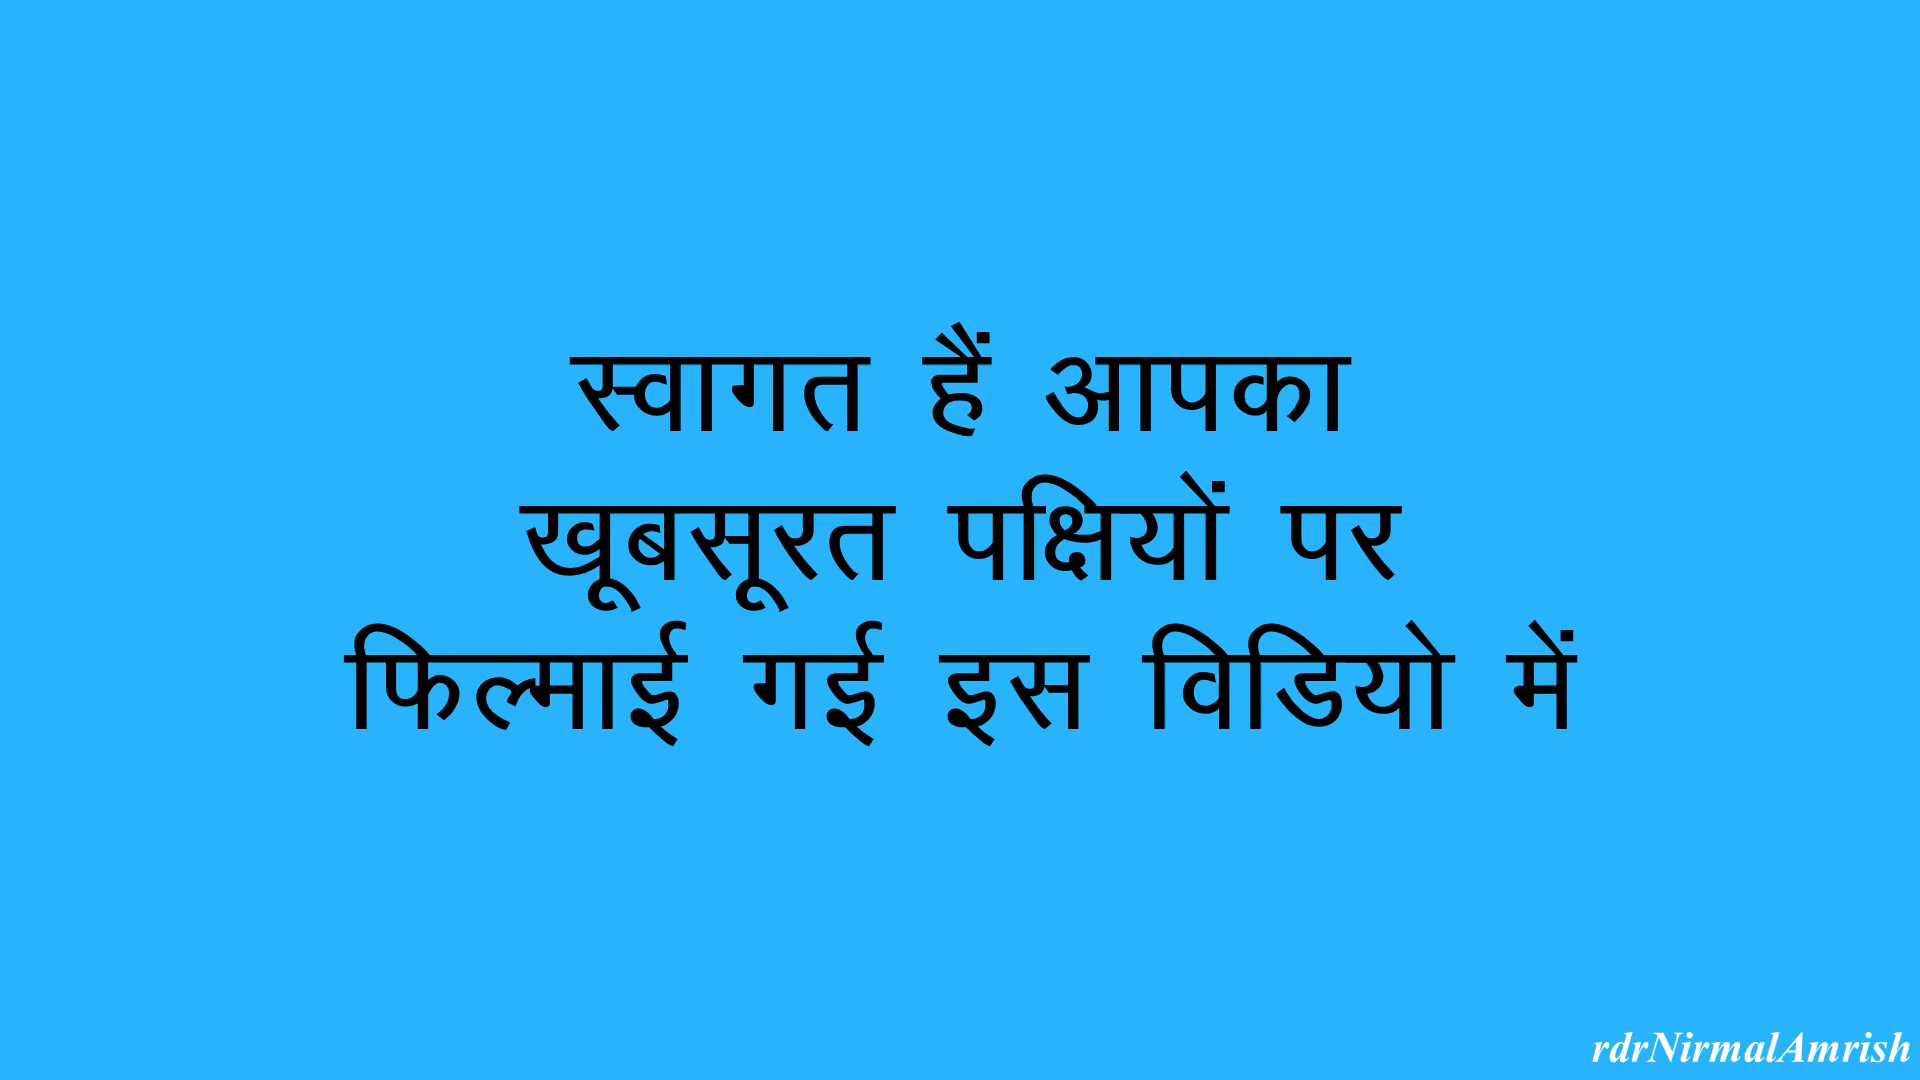 स्वागत हैं आपका
खूबसूरत पक्षियों पर
फिल्माई गई इस विडियो में
rdrNirmalAmrish